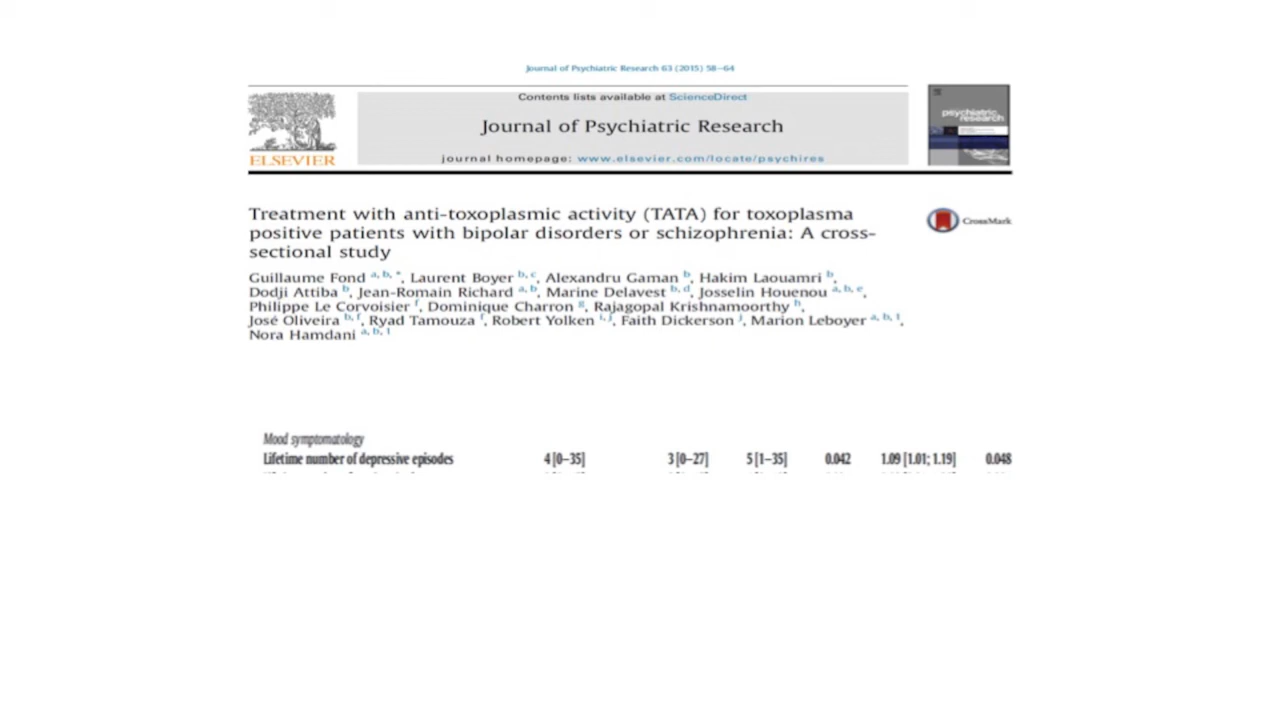 Journal of Psychiatric Research 63 (2015) 58–64
Contents lists available at ScienceDirect
Journal of Psychiatric Research
journal homepage: www.elsevier.com/locate/psychires
ELSEVIER
psychiatric
research
Treatment with anti-toxoplasmic activity (TATA) for toxoplasma
positive patients with bipolar disorders or schizophrenia: A cross-
sectional study
CrossMark
Guillaume Fond a, b, *, Laurent Boyer b, c, Alexandru Gaman b, Hakim Laouamri b,
Dodji Attiba b, Jean-Romain Richard a, b, Marine Delavest b, d, Josselin Houenou a, b, e,
Philippe Le Corvoisier f, Dominique Charron g, Rajagopal Krishnamoorthy h,
José Oliveira b, f, Ryad Tamouza f, Robert Yolken i, j, Faith Dickerson j, Marion Leboyer a, b, 1,
Nora Hamdani a, b, 1
Mood symptomatology
Lifetime number of depressive episodes 4 [0–35] 3 [0–27] 5 [1–35] 0.042 1.09 [1.01; 1.19] 0.048